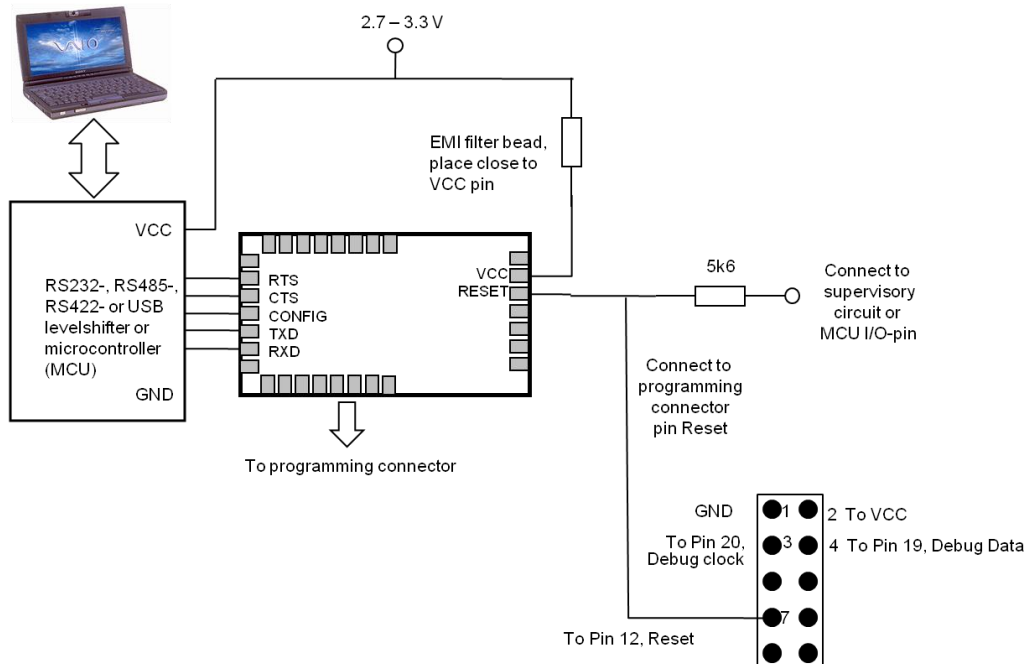 2.7 – 3.3 V
VAIO
EMI filter bead,
place close to
VCC pin
VCC
RS232-, RS485-,
RS422- or USB
levelshifter or
microcontroller
(MCU)
GND
RTS
CTS
CONFIG
TXD
RXD
VCC
RESET
5k6
Connect to
supervisory
circuit or
MCU I/O-pin
Connect to
programming
connector
pin Reset
To programming connector
GND
1
2 To VCC
To Pin 20,
Debug clock
3
4 To Pin 19, Debug Data
7
To Pin 12, Reset